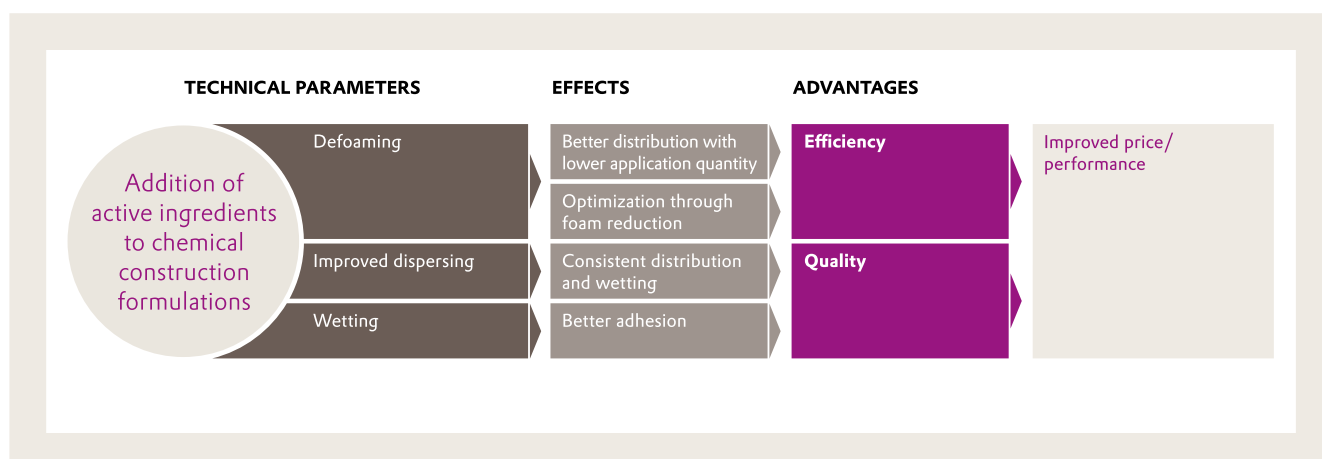 TECHNICAL PARAMETERS
EFFECTS
ADVANTAGES
Addition of
active ingredients
to chemical
construction
formulations
Defoaming
Improved dispersing
Wetting
Better distribution with
lower application quantity
Optimization through
foam reduction
Consistent distribution
and wetting
Better adhesion
Efficiency
Quality
Improved price/
performance